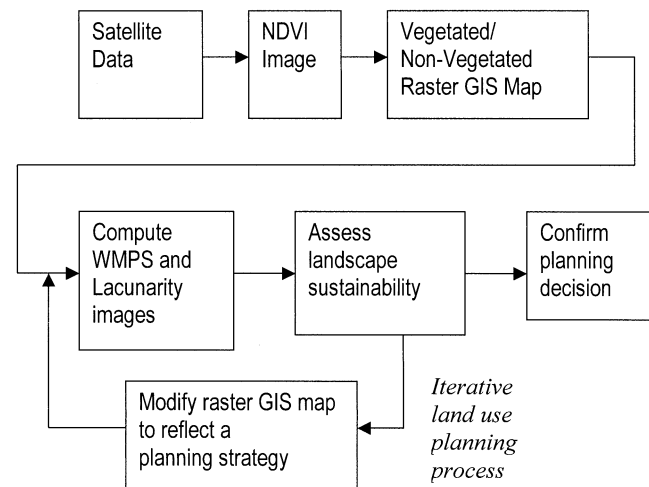 Satellite
Data
NDVI
Image
Vegetated/
Non-Vegetated
Raster GIS Map
Compute
WMPS and
Lacunarity
images
Assess
landscape
sustainability
Confirm
planning
decision
Modify raster GIS map
to reflect a
planning strategy
Iterative
land use
planning
process